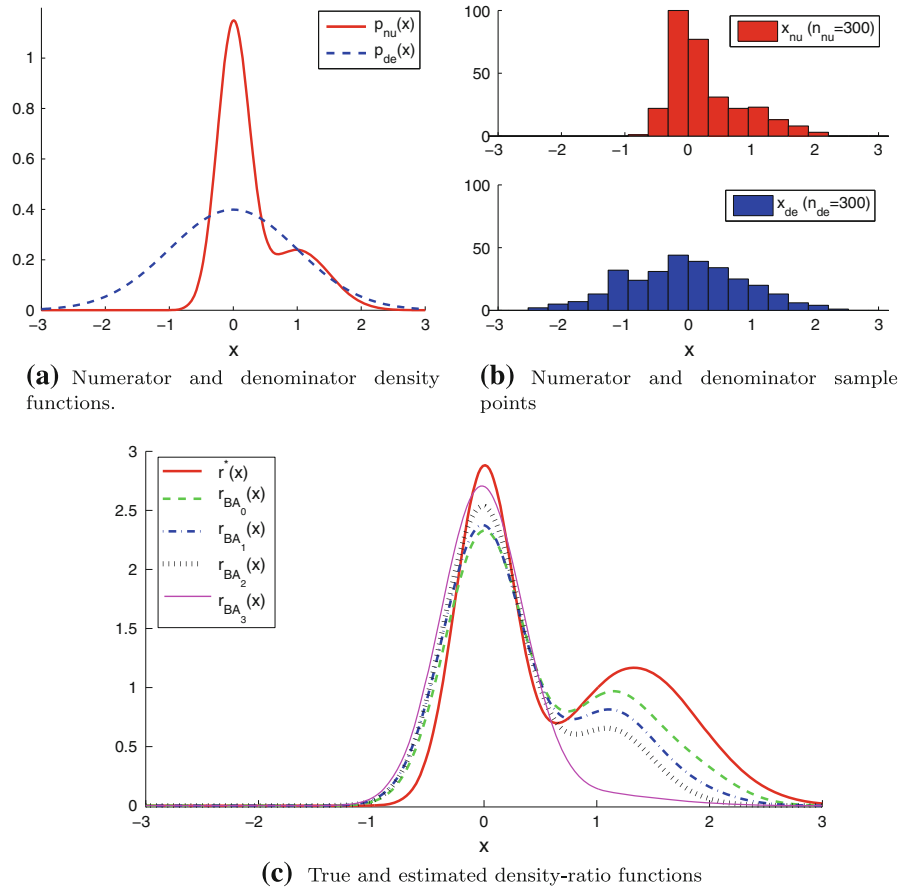 1
0.8
0.6
0.4
0.2
0
-3 -2 -1 0 1 2 3
x
p_nu(x)
p_de(x)
(a) Numerator and denominator density
functions.
100
50
0
-3 -2 -1 0 1 2 3
x_nu (n_nu=300)
100
50
0
-3 -2 -1 0 1 2 3
x
x_de (n_de=300)
(b) Numerator and denominator sample
points
3
2.5
2
1.5
1
0.5
0
-3 -2 -1 0 1 2 3
x
r*(x)
r_BA_0(x)
r_BA_1(x)
r_BA_2(x)
r_BA_3(x)
(c) True and estimated density-ratio functions